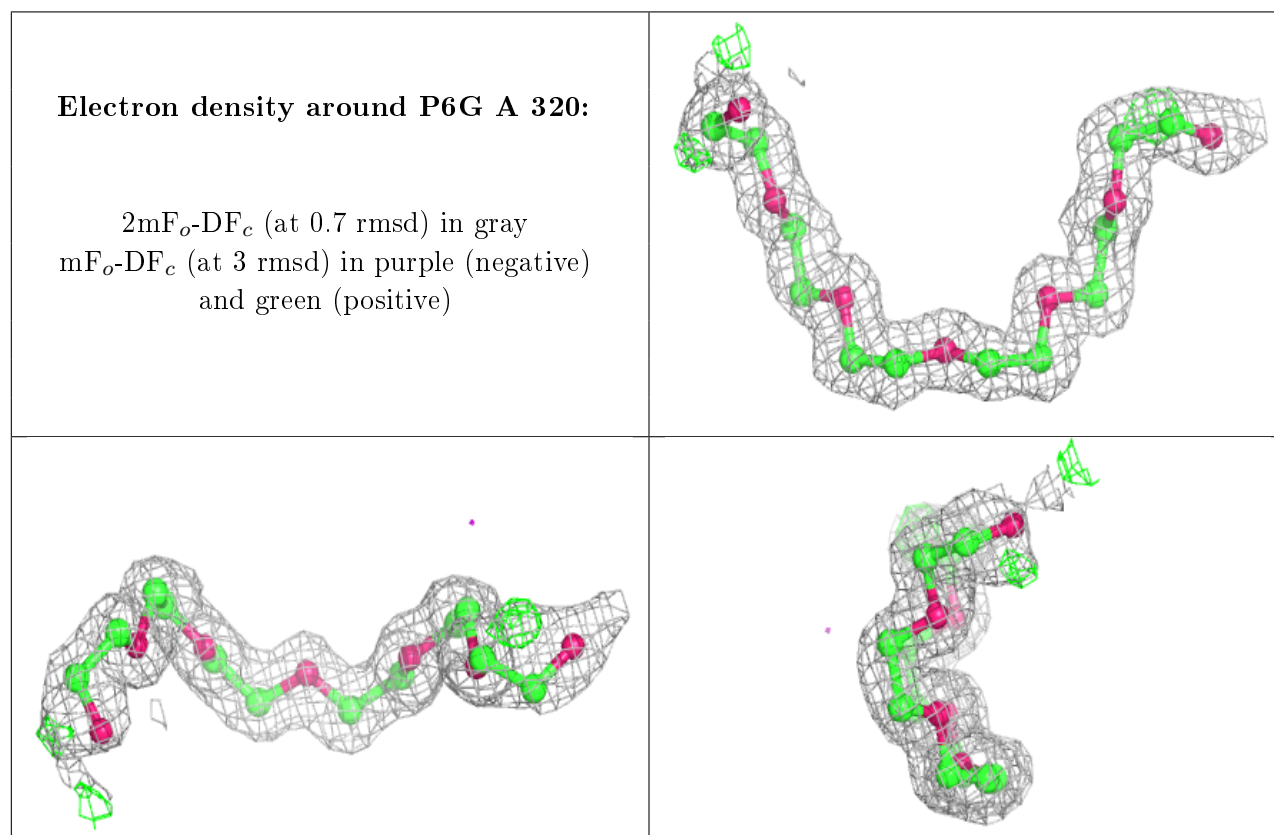 Electron density around P6G A 320:
2mFo-DFc (at 0.7 rmsd) in gray
mFo-DFc (at 3 rmsd) in purple (negative)
and green (positive)